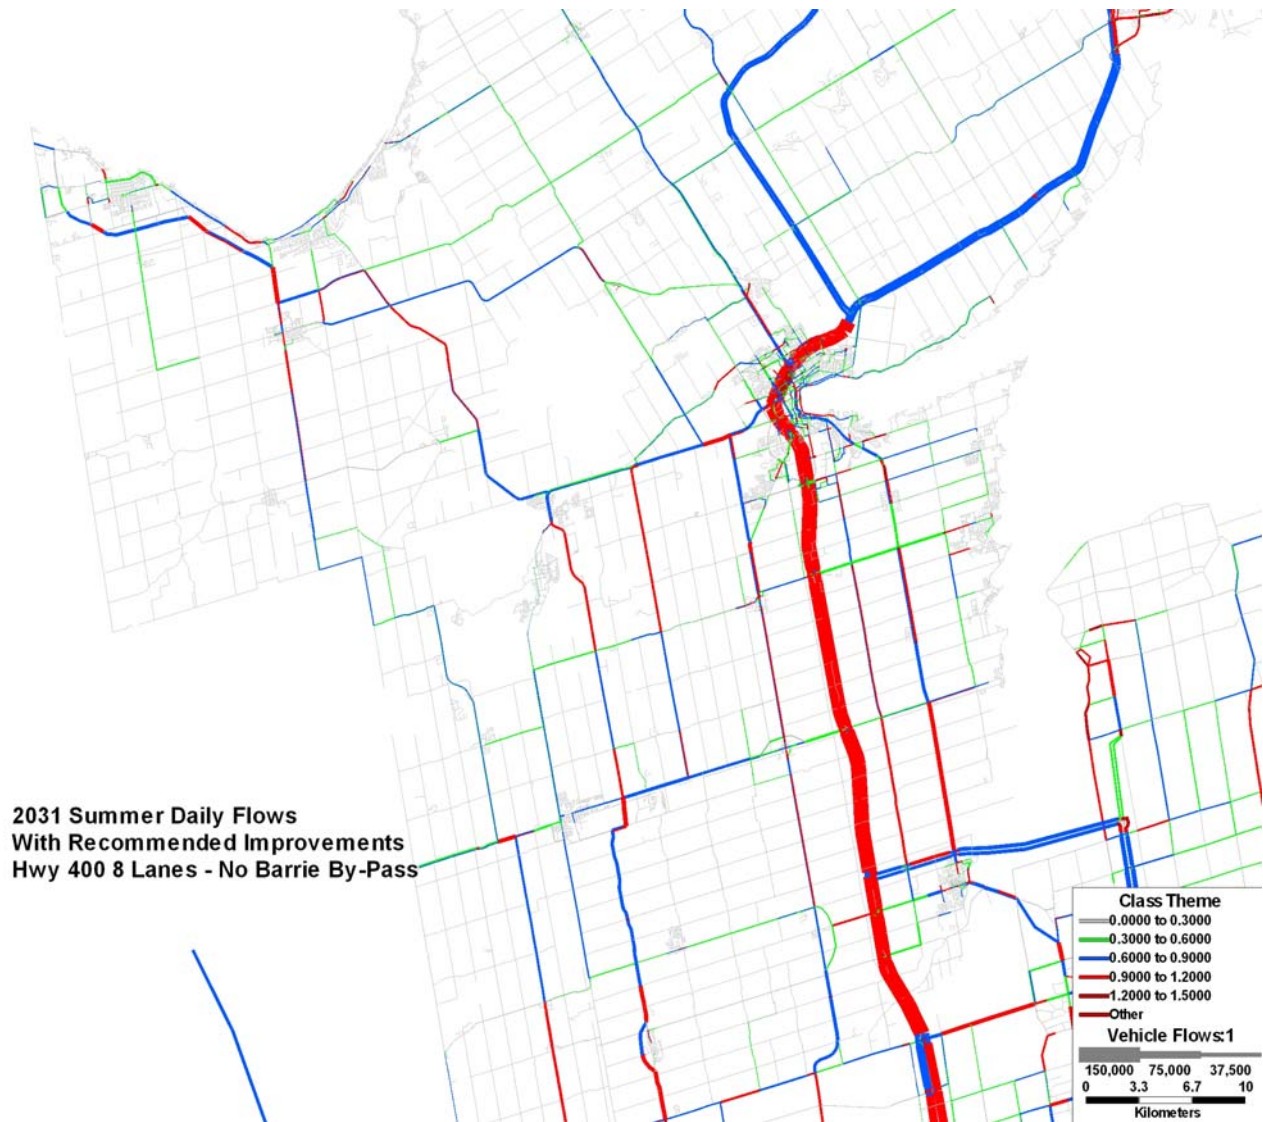 2031 Summer Daily Flows
With Recommended Improvements
Hwy 400 8 Lanes - No Barrie By-Pass
Class Theme
0.0000 to 0.3000
0.3000 to 0.6000
0.6000 to 0.9000
0.9000 to 1.2000
1.2000 to 1.5000
Other
Vehicle Flows:1
150,000 75,000 37,500
0 3.3 6.7 10
Kilometers